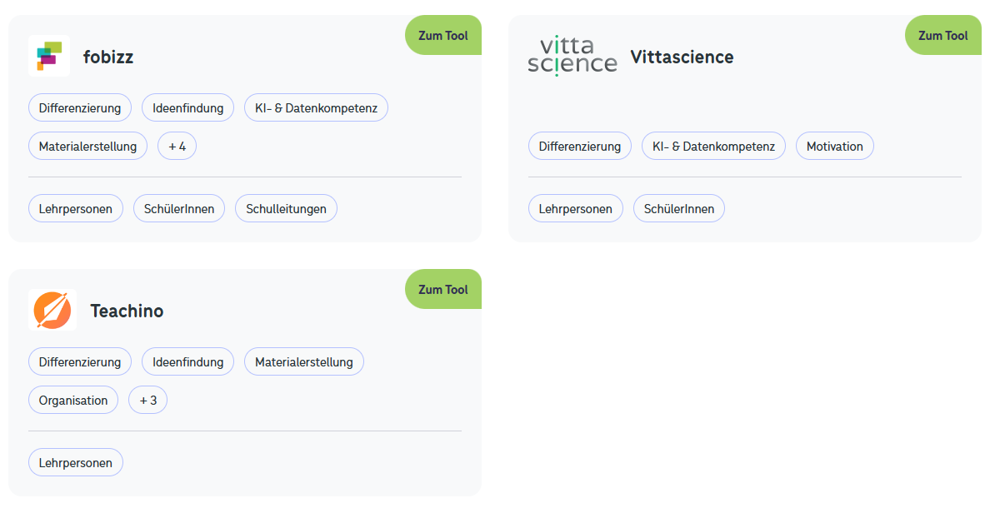 Zum Tool
fobizz
Differenzierung Ideenfindung KI- & Datenkompetenz
Materialerstellung + 4
Lehrpersonen SchülerInnen Schulleitungen
Zum Tool
vitta
science
Vittascience
Differenzierung KI- & Datenkompetenz Motivation
Lehrpersonen SchülerInnen
Zum Tool
Teachino
Differenzierung Ideenfindung Materialerstellung
Organisation + 3
Lehrpersonen